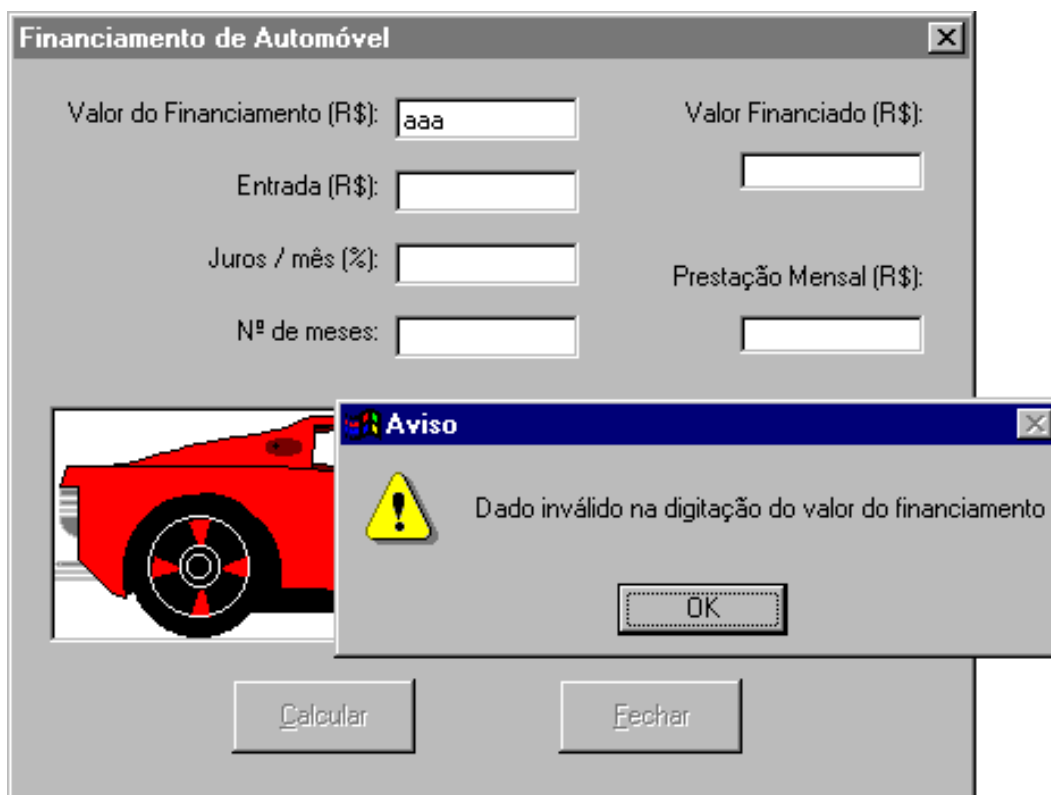 Financiamento de Automóvel
Valor do Financiamento (R$): aaa
Valor Financiado (R$):
Entrada (R$):
Juros / mês (%):
Prestação Mensal (R$):
Nº de meses:
Aviso
Dado inválido na digitação do valor do financiamento
OK
Calcular
Fechar